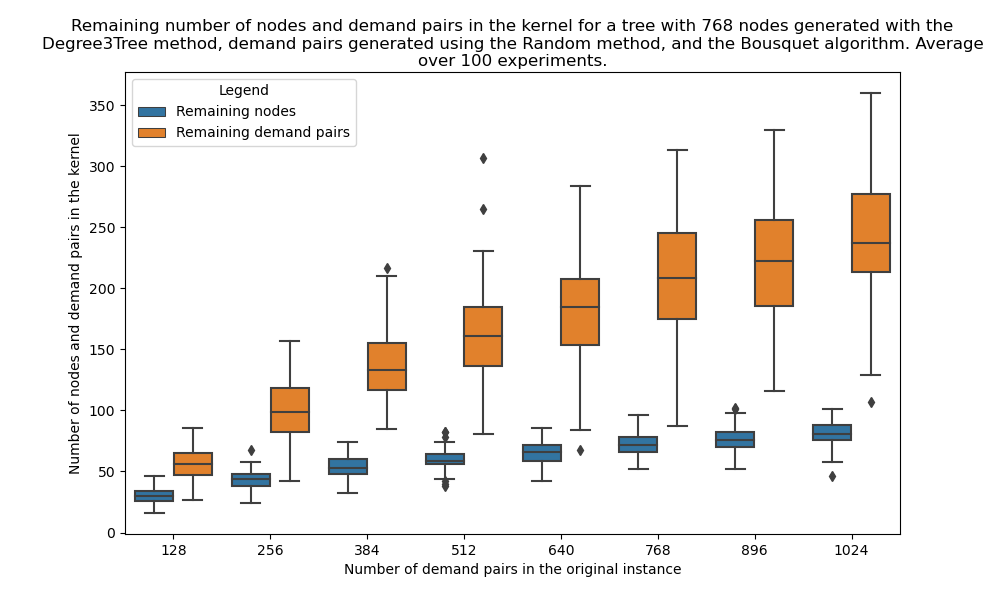 Remaining number of nodes and demand pairs in the kernel for a tree with 768 nodes generated with the
Degree3Tree method, demand pairs generated using the Random method, and the Bousquet algorithm. Average
over 100 experiments.
Legend
Remaining nodes
Remaining demand pairs
Number of nodes and demand pairs in the kernel
350
300
250
200
150
100
50
0
128 256 384 512 640 768 896 1024
Number of demand pairs in the original instance